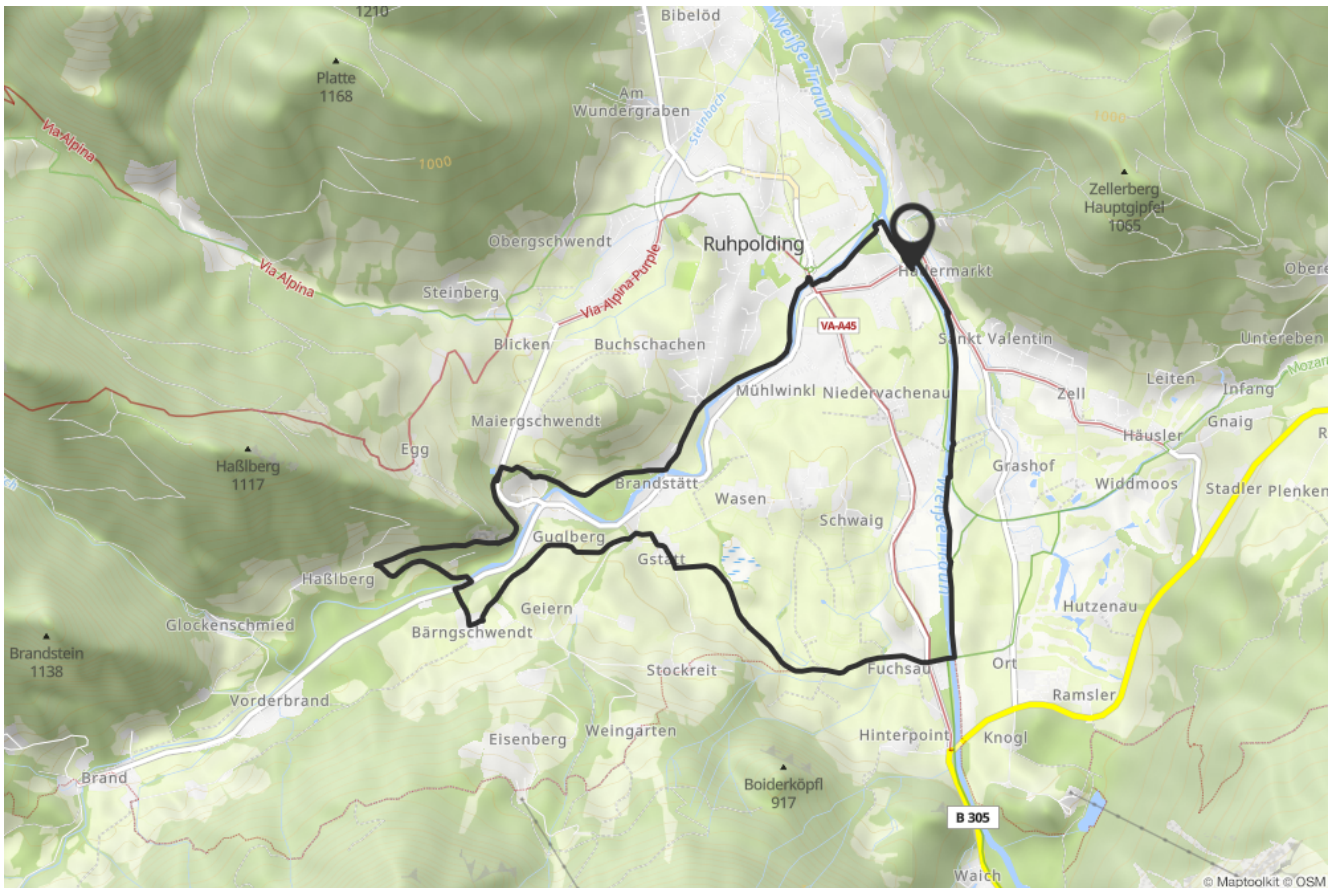 1210
Bibelöd
Weiße Traun
Platte
1168
Am
Wundergraben
Steinbach
Via Alpina
1000
1000
Zellerberg
Hauptgipfel
1065
Obergschwendt
Ruhpolding
Via Alpina
Steinberg
Via-Alpina-Purple
Untereben
VA-A45
Blicken
Buchschachen
Sankt Valentin
Leiten
Infang
Mühlwinkl
Niedervachenau
Zell
Gnaig
Maiergschwendt
Häusler
Egg
Haßlberg
1117
Grashof
Brandstätt
Wasen
Widdmoos
Stadler
Plenken
Schwaig
Weiße Traun
Guglberg
Gstatt
Haßlberg
Geiern
Hutzenau
Glockenschmied
Bärngschwendt
Brandstein
1138
Stockreit
Fuchsau
Ort
Vorderbrand
Ramsler
Eisenberg
Weingarten
Hinterpoint
Knogl
Brand
Boiderköpfl
917
B 305
Waich
© Maptoolkit © OSM